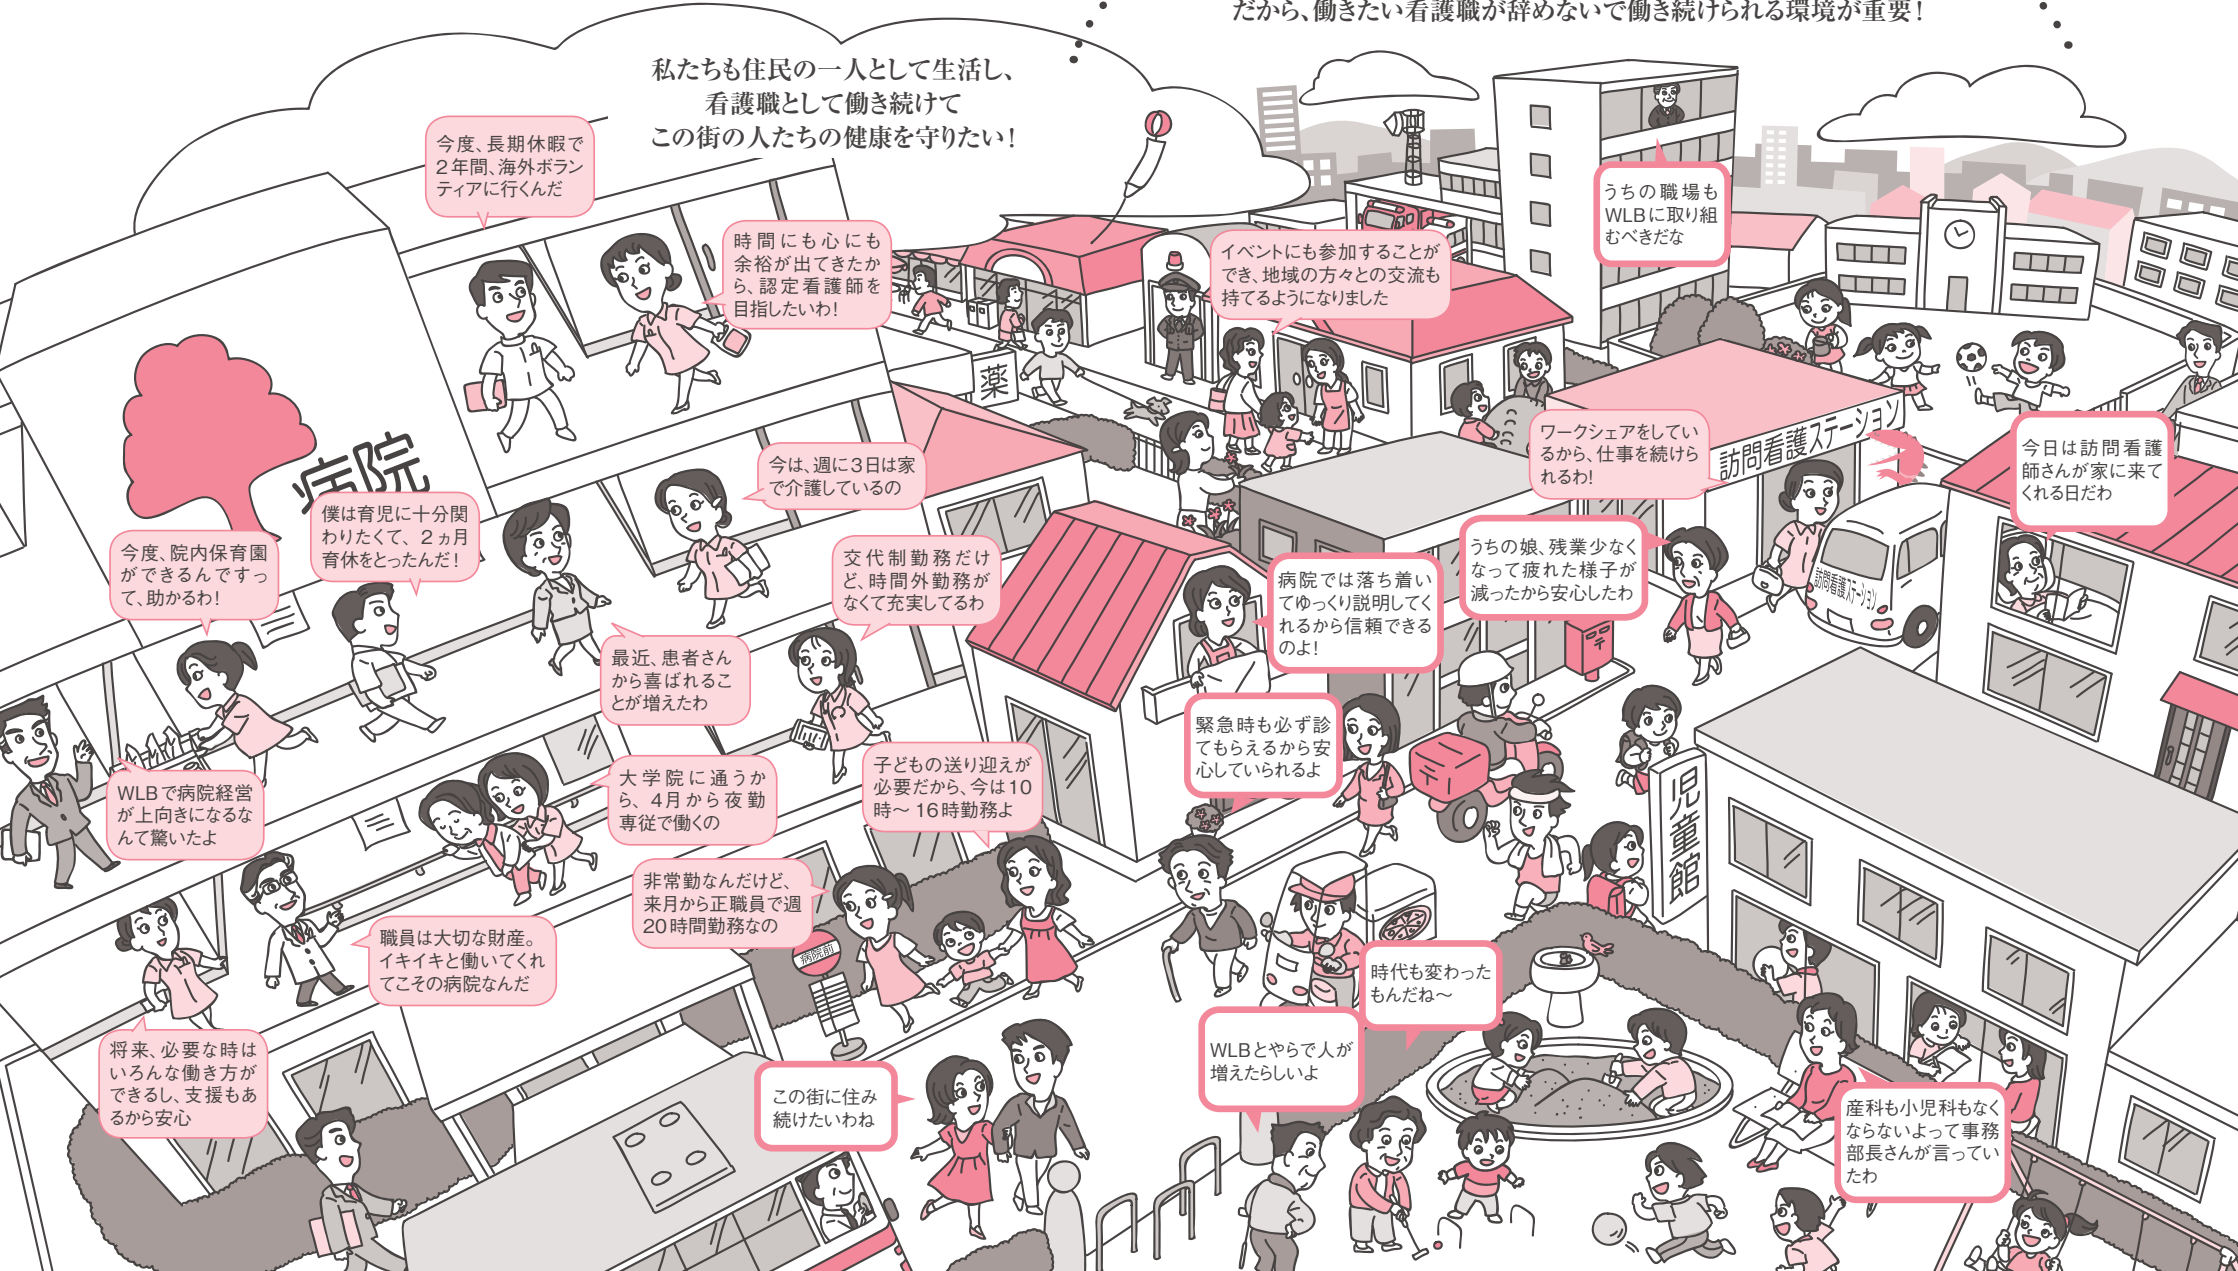 だから、働きたい看護職が辞めないで働き続けられる環境が重要！
私たちも住民の一人として生活し、
看護職として働き続けて
この街の人たちの健康を守りたい！
今度、長期休暇で
２年間、海外ボラン
ティアに行くんだ
時間にも心にも
余裕が出てきたか
ら、認定看護師を
目指したいわ！
イベントにも参加することが
でき、地域の方々との交流も
持てるようになりました
うちの職場も
WLBに取り組
むべきだな
薬
病院
今は、週に３日は家
で介護しているの
ワークシェアをしてい
るから、仕事を続けら
れるわ！
訪問看護ステーション
今日は訪問看護
師さんが家に来て
くれる日だわ
僕は育児に十分関
わりたくて、２ヵ月
育休をとったんだ！
今度、院内保育園
ができるんですっ
て、助かるわ！
交代制勤務だけ
ど、時間外勤務が
なくて充実してるわ
病院では落ち着い
てゆっくり説明してく
れるから信頼できる
のよ！
うちの娘、残業少なく
なって疲れた様子が
減ったから安心したわ
訪問看護ステーション
〒
最近、患者さん
から喜ばれるこ
とが増えたわ
緊急時も必ず診
てもらえるから安
心していられるよ
〒
WLBで病院経営
が上向きになるな
んて驚いたよ
大学院に通うか
ら、４月から夜勤
専従で働くの
子どもの送り迎えが
必要だから、今は10
時～16時勤務よ
児童館
非常勤なんだけど、
来月から正職員で週
20時間勤務なの
病院前
職員は大切な財産。
イキイキと働いてくれ
てこその病院なんだ
時代も変わった
もんだね～
将来、必要な時は
いろんな働き方が
できるし、支援もあ
るから安心
この街に住み
続けたいわね
WLBとやらで人が
増えたらしいよ
産科も小児科もなく
ならないよって事務
部長さんが言ってい
たわ